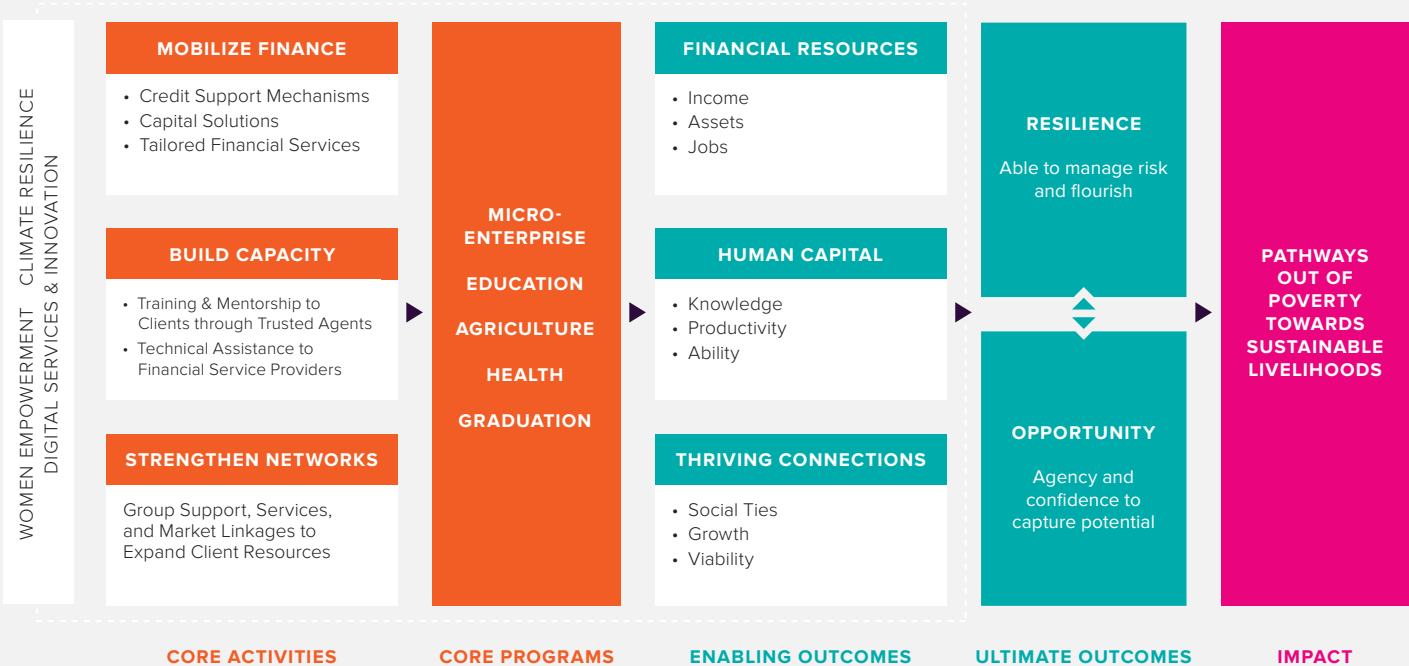 WOMEN EMPOWERMENT CLIMATE RESILIENCE
DIGITAL SERVICES & INNOVATION
MOBILIZE FINANCE
• Credit Support Mechanisms
• Capital Solutions
• Tailored Financial Services
BUILD CAPACITY
• Training & Mentorship to
Clients through Trusted Agents
• Technical Assistance to
Financial Service Providers
STRENGTHEN NETWORKS
Group Support, Services,
and Market Linkages to
Expand Client Resources
CORE ACTIVITIES
MICRO-
ENTERPRISE
EDUCATION
AGRICULTURE
HEALTH
GRADUATION
CORE PROGRAMS
FINANCIAL RESOURCES
• Income
• Assets
• Jobs
HUMAN CAPITAL
• Knowledge
• Productivity
• Ability
THRIVING CONNECTIONS
• Social Ties
• Growth
• Viability
ENABLING OUTCOMES
RESILIENCE
Able to manage risk
and flourish
OPPORTUNITY
Agency and
confidence to
capture potential
ULTIMATE OUTCOMES
PATHWAYS
OUT OF
POVERTY
TOWARDS
SUSTAINABLE
LIVELIHOODS
IMPACT